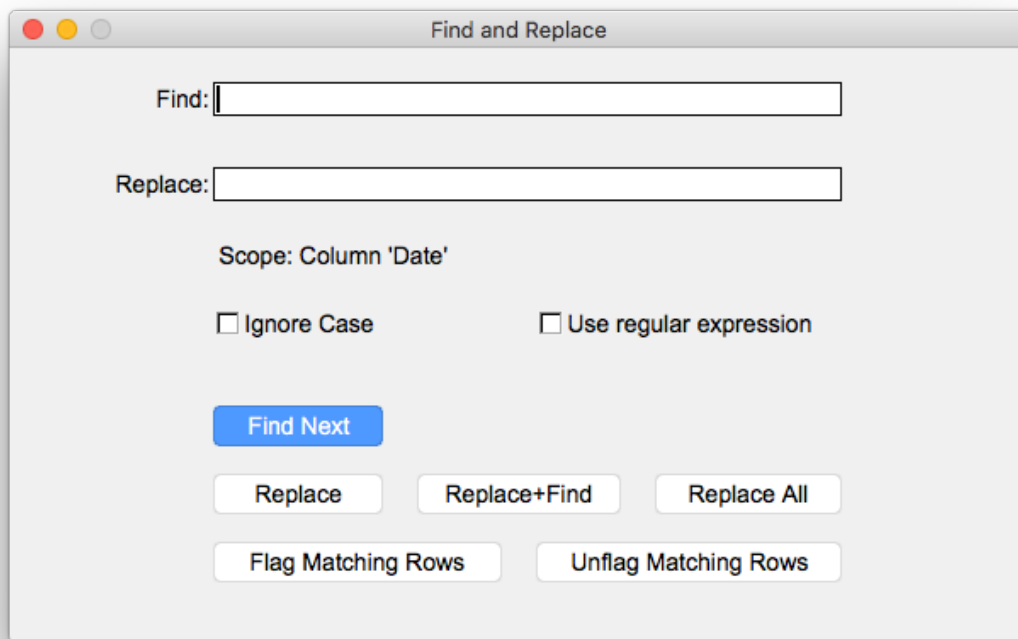 Find and Replace
Find:
Replace:
Scope: Column 'Date'
Ignore Case Use regular expression
Find Next
Replace Replace+Find Replace All
Flag Matching Rows Unflag Matching Rows